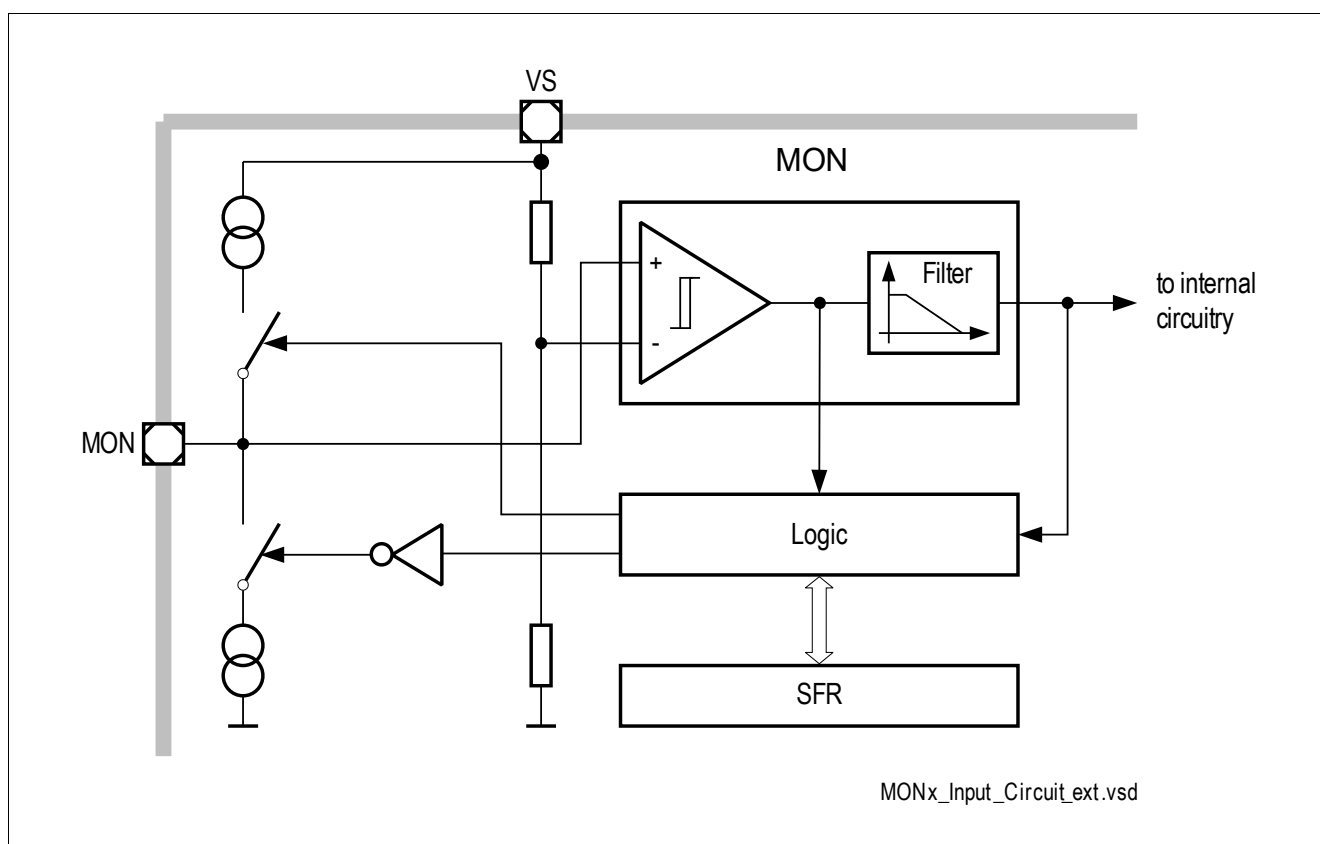 VS
MON
+
-
Filter
to internal
circuitry
MON
Logic
SFR
MONx_Input_Circuit_ext.vsd